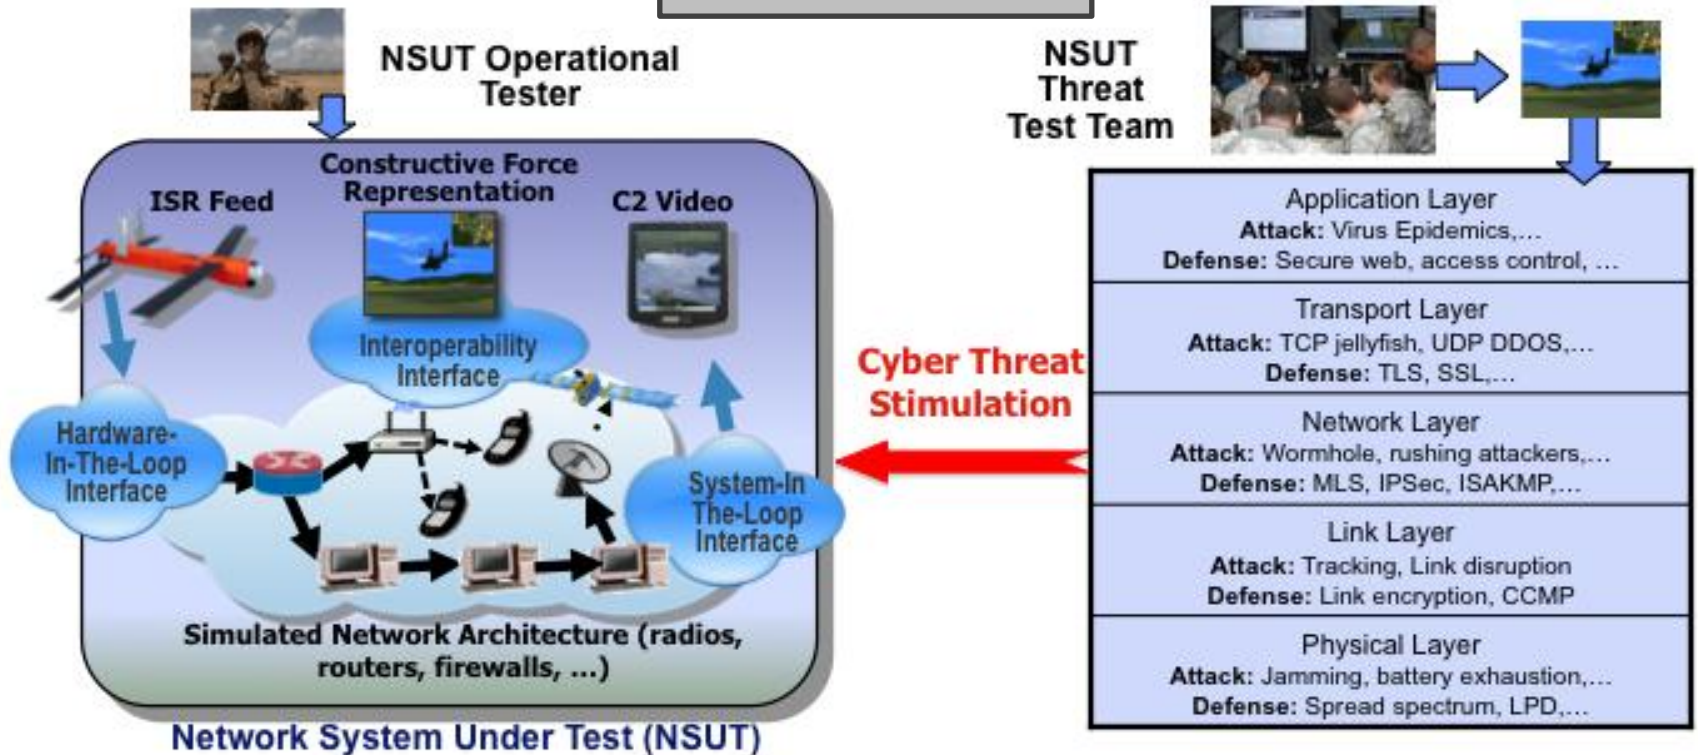 NSUT Operational
Tester
Constructive Force
Representation
ISR Feed
C2 Video
Interoperability
Interface
Hardware-
In-The-Loop
Interface
System-In
The-Loop
Interface
Simulated Network Architecture (radios,
routers, firewalls, ...)
Network System Under Test (NSUT)
Cyber Threat
Stimulation
NSUT
Threat
Test Team
Application Layer
Attack: Virus Epidemics,...
Defense: Secure web, access control, ...
Transport Layer
Attack: TCP jellyfish, UDP DDOS,...
Defense: TLS, SSL,...
Network Layer
Attack: Wormhole, rushing attackers,...
Defense: MLS, IPSec, ISAKMP,...
Link Layer
Attack: Tracking, Link disruption
Defense: Link encryption, CCMP
Physical Layer
Attack: Jamming, battery exhaustion,...
Defense: Spread spectrum, LPD,...